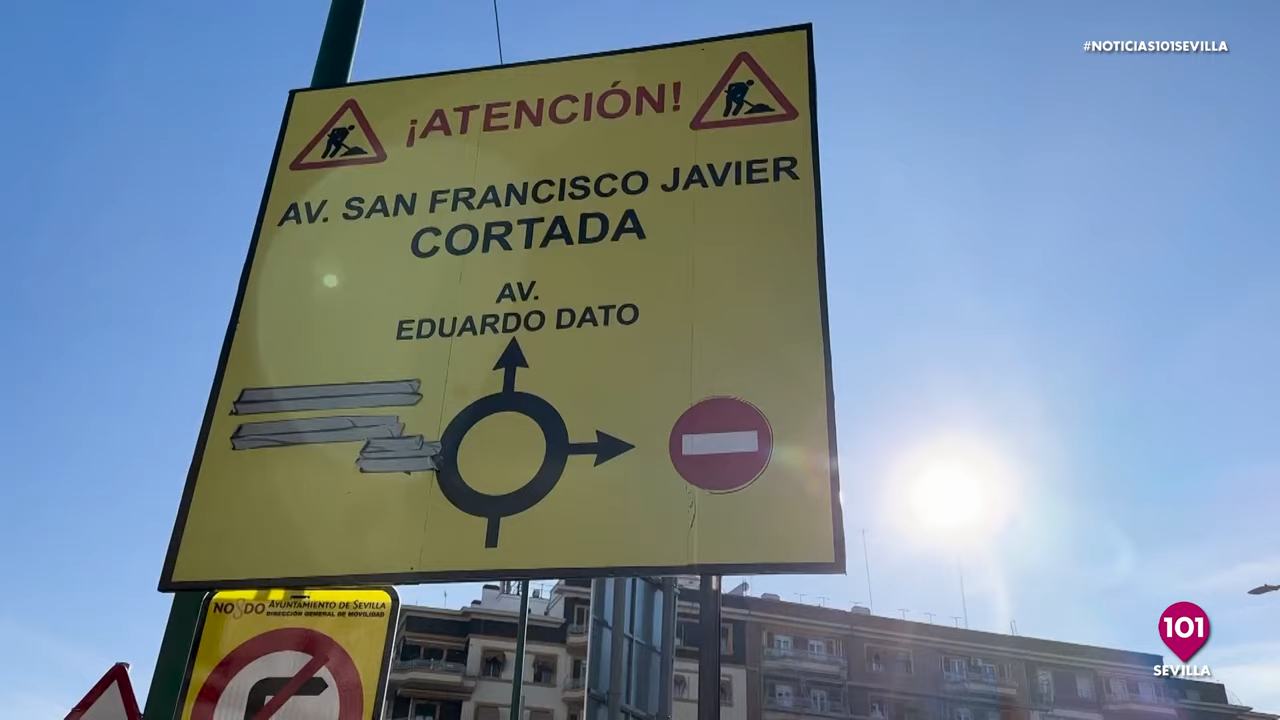 #NOTICIAS101SEVILLA
¡ATENCIÓN!
AV. SAN FRANCISCO JAVIER
CORTADA
AV.
EDUARDO DATO
NO8DO AYUNTAMIENTO DE SEVILLA
DIRECCIÓN GENERAL DE MOVILIDAD
101
SEVILLA